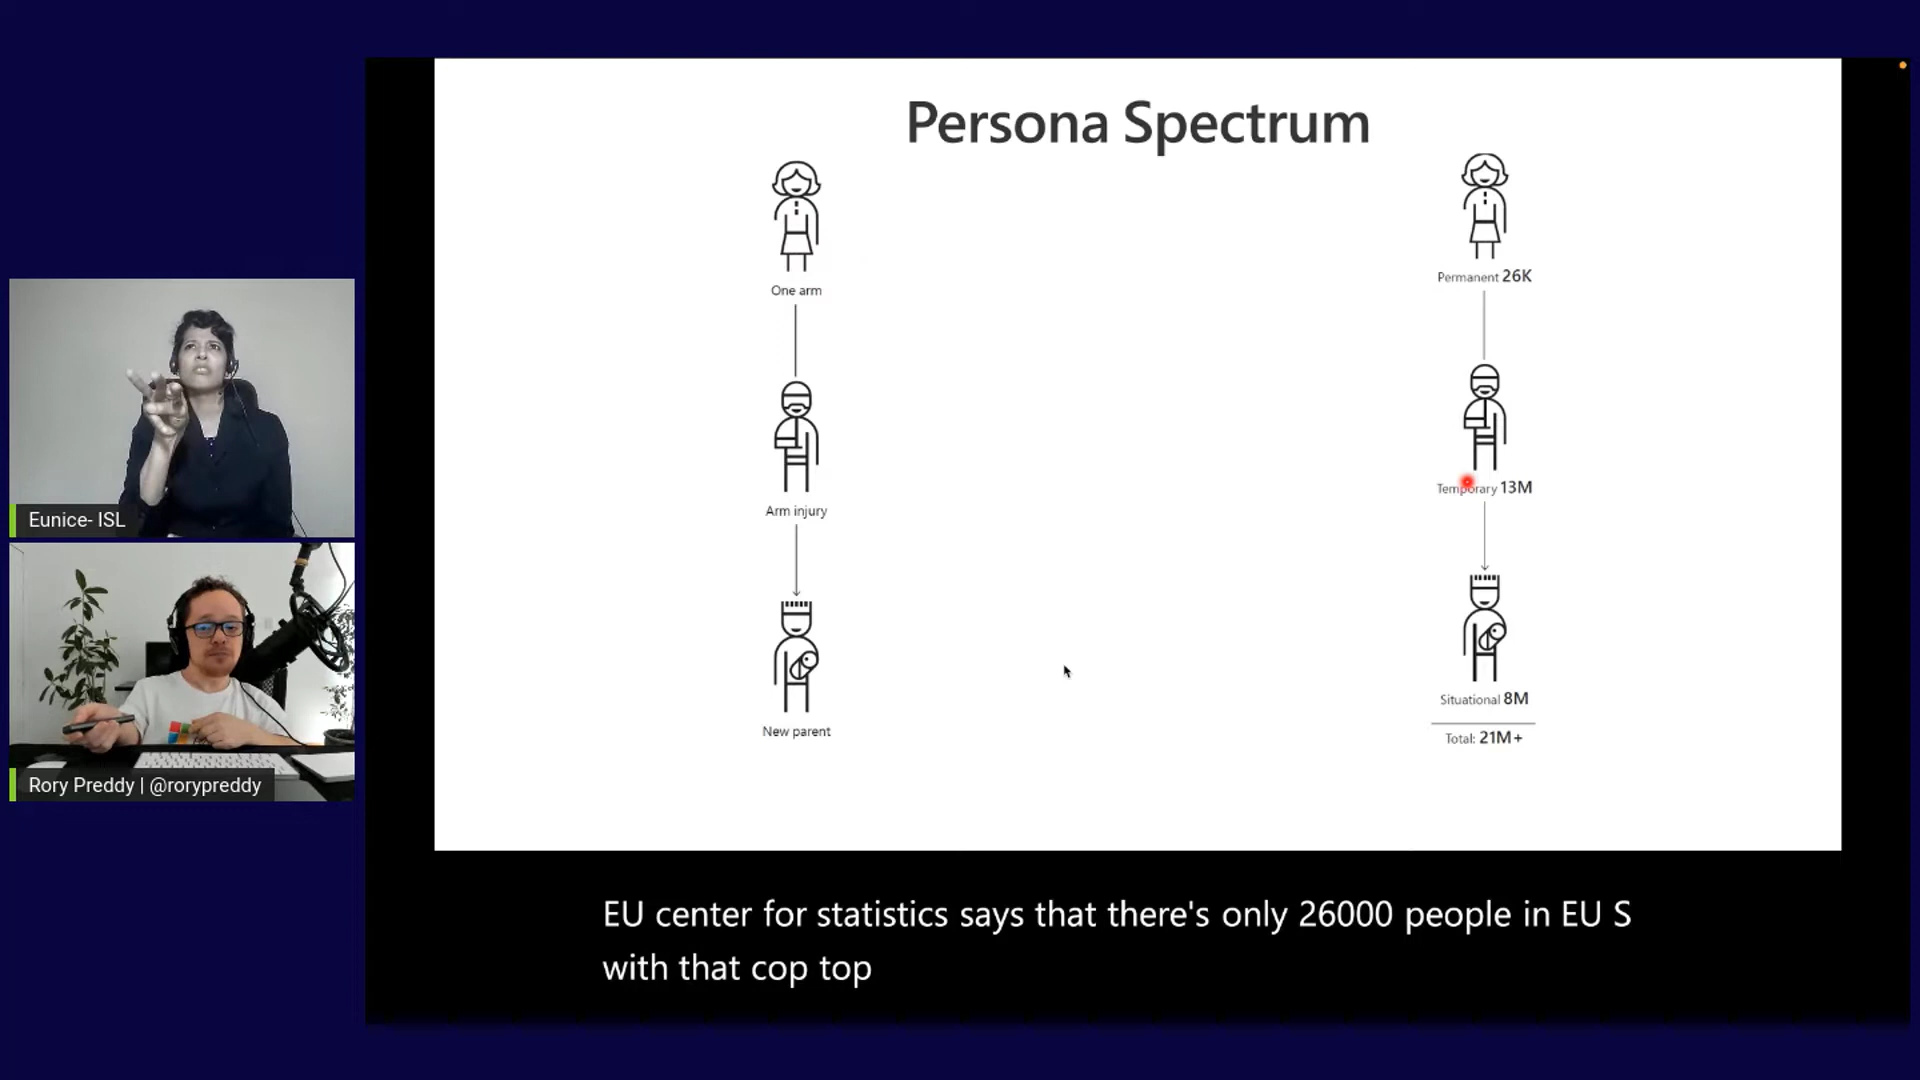 Persona Spectrum
One arm
Arm injury
New parent
Permanent 26K
Temporary 13M
Situational 8M
Total: 21M+
Eunice- ISL
Rory Preddy | @rorypreddy
EU center for statistics says that there's only 26000 people in EU S
with that cop top